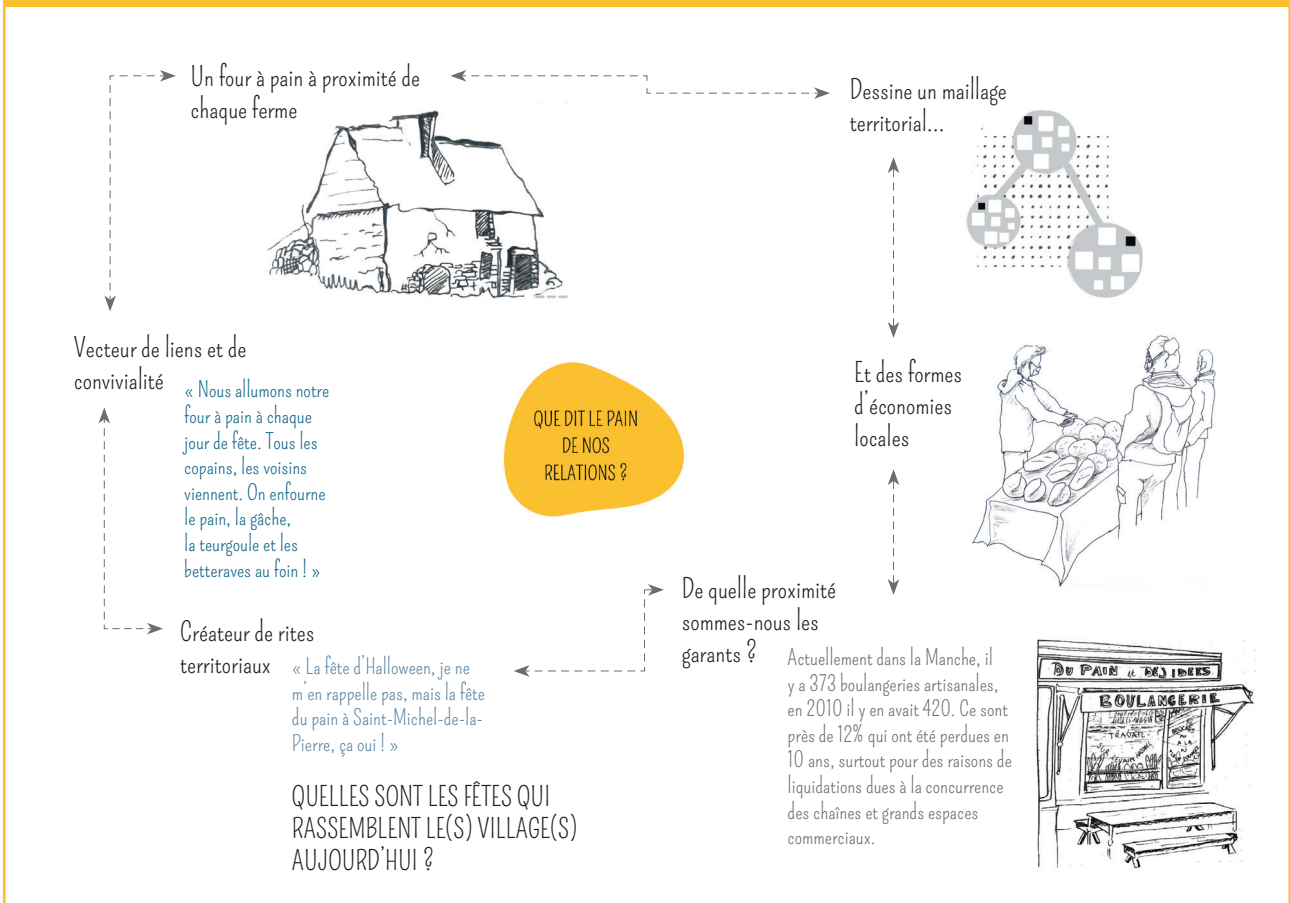 Un four à pain à proximité de
chaque ferme
Dessine un maillage
territorial...
Vecteur de liens et de
convivialité
« Nous allumons notre
four à pain à chaque
jour de fête. Tous les
copains, les voisins
viennent. On enfourne
le pain, la gâche,
la teurgoule et les
betteraves au foin ! »
QUE DIT LE PAIN
DE NOS
RELATIONS ?
Et des formes
d'économies
locales
Créateur de rites
territoriaux
« La fête d'Halloween, je ne
m'en rappelle pas, mais la fête
du pain à Saint-Michel-de-la-
Pierre, ça oui ! »
QUELLES SONT LES FÊTES QUI
RASSEMBLENT LE(S) VILLAGE(S)
AUJOURD'HUI ?
De quelle proximité
sommes-nous les
garants ?
Actuellement dans la Manche, il
y a 373 boulangeries artisanales,
en 2010 il y en avait 420. Ce sont
près de 12% qui ont été perdues en
10 ans, surtout pour des raisons de
liquidations dues à la concurrence
des chaînes et grands espaces
commerciaux.
DU PAIN et DES IDEES
BOULANGERIE
TRAVAIL